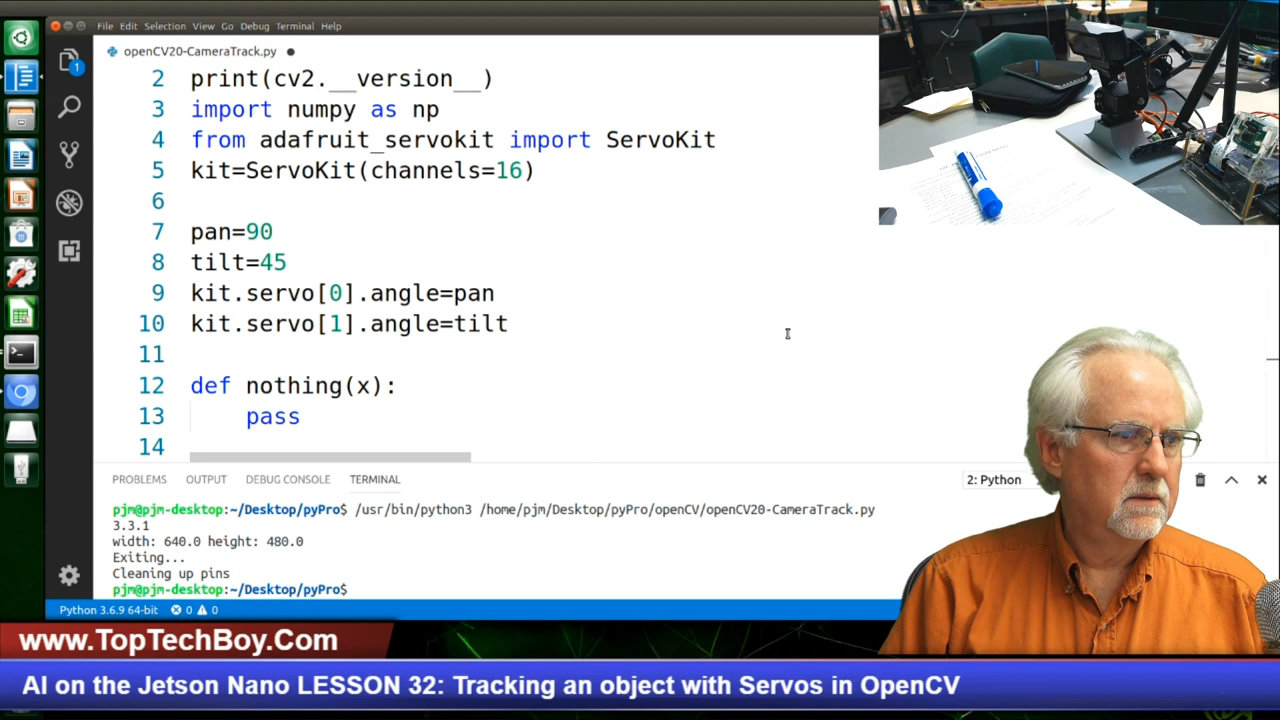 File Edit Selection View Go Debug Terminal Help
openCV20-CameraTrack.py
2 print(cv2.__version__)
3 import numpy as np
4 from adafruit_servokit import ServoKit
5 kit=ServoKit(channels=16)
6
7 pan=90
8 tilt=45
9 kit.servo[0].angle=pan
10 kit.servo[1].angle=tilt
11
12 def nothing(x):
13 pass
14
1
PROBLEMS OUTPUT DEBUG CONSOLE TERMINAL 2: Python
pjm@pjm-desktop:~/Desktop/pyPro$ /usr/bin/python3 /home/pjm/Desktop/pyPro/openCV/openCV20-CameraTrack.py
3.3.1
width: 640.0 height: 480.0
Exiting...
Cleaning up pins
pjm@pjm-desktop:~/Desktop/pyPro$
Python 3.6.9 64-bit 0 0
www.TopTechBoy.Com
AI on the Jetson Nano LESSON 32: Tracking an object with Servos in OpenCV